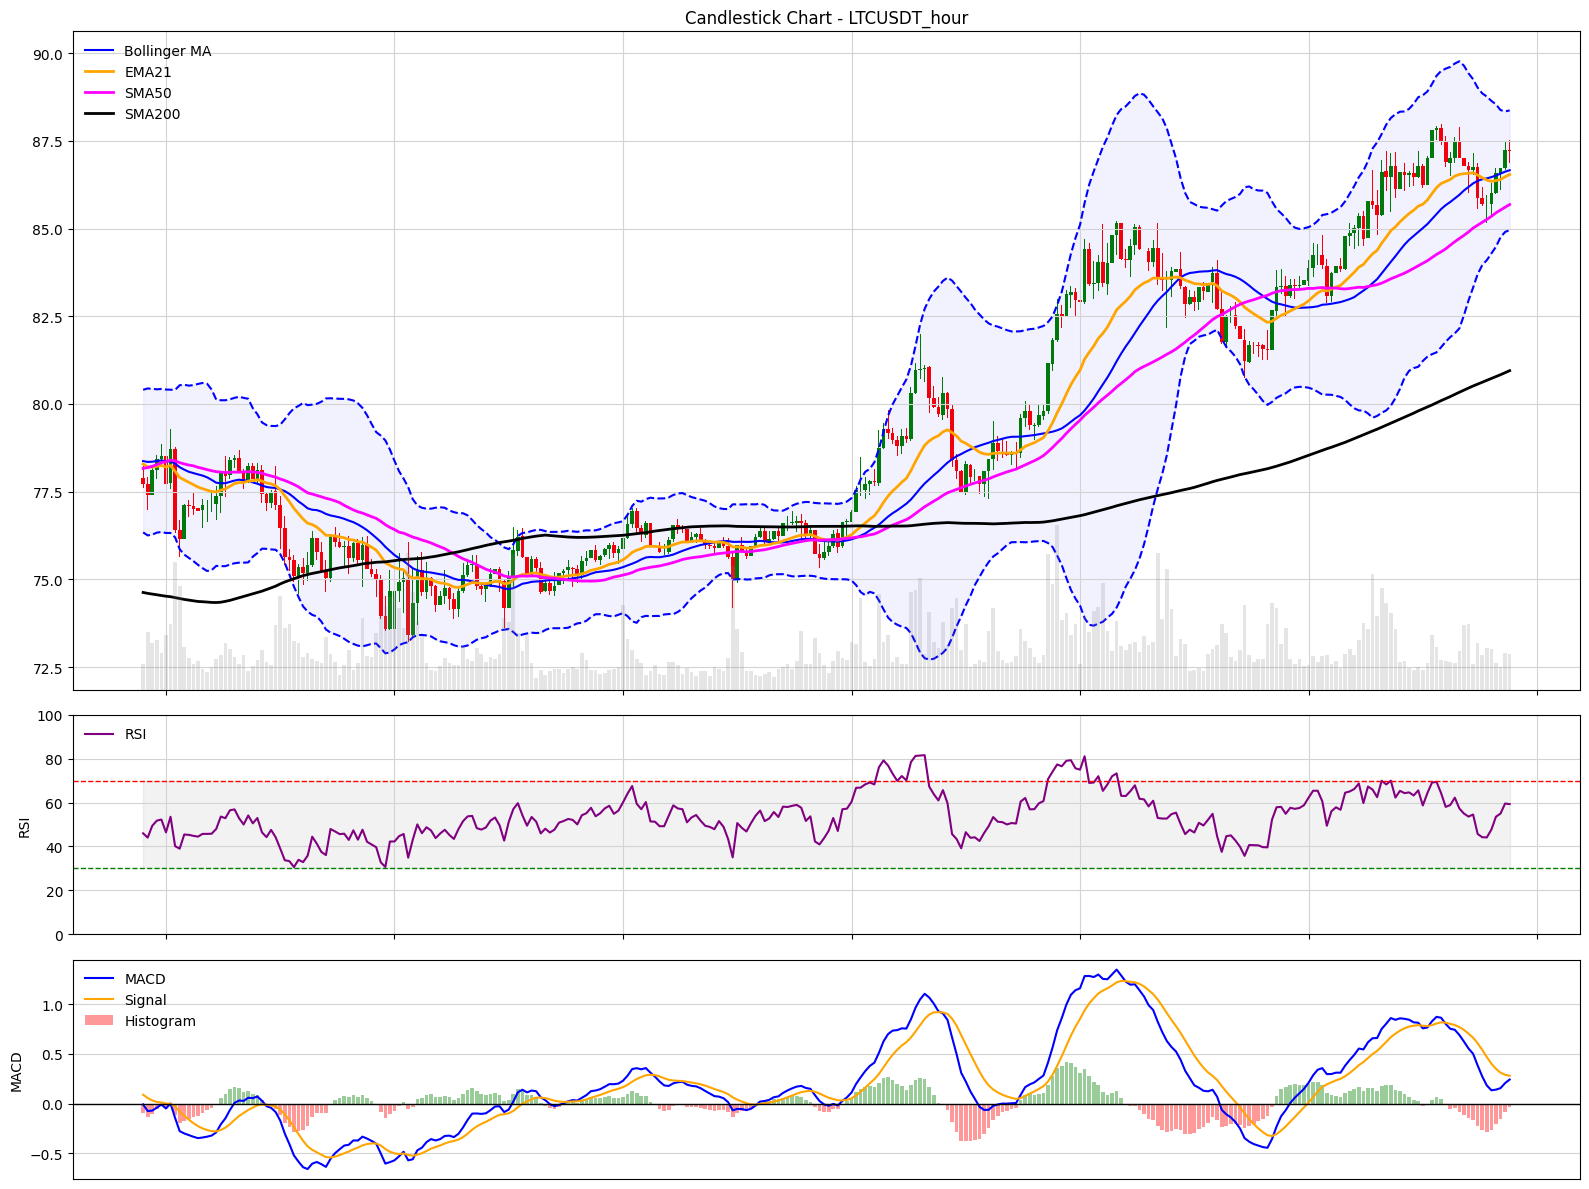 Candlestick Chart - LTCUSDT_hour
Bollinger MA
EMA21
SMA50
SMA200
90.0
87.5
85.0
82.5
80.0
77.5
75.0
72.5
RSI
100
80
60
40
20
0
RSI
MACD
Signal
Histogram
1.0
0.5
0.0
−0.5
MACD